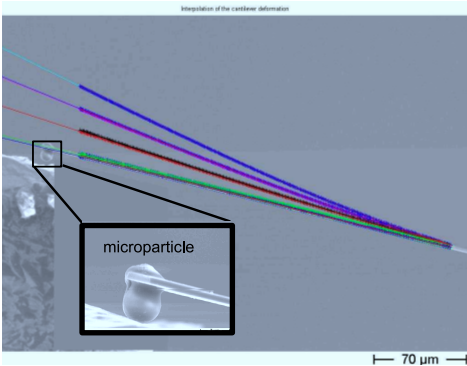 Interpolation of the cantilever deformation
microparticle
70 µm